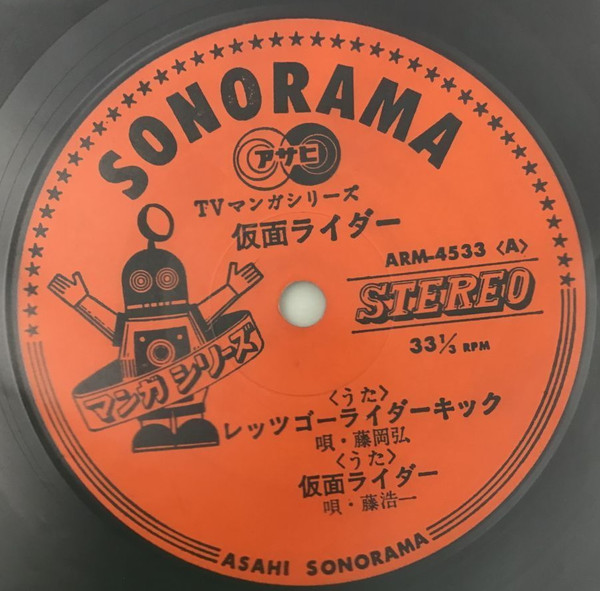 SONORAMA
アサヒ
TVマンガシリーズ
仮面ライダー
ARM-4533 〈A〉
STEREO
33 1/3 RPM
マンガシリーズ
〈うた〉
レッツゴーライダーキック
唄・藤岡弘
〈うた〉
仮面ライダー
唄・藤浩一
ASAHI SONORAMA